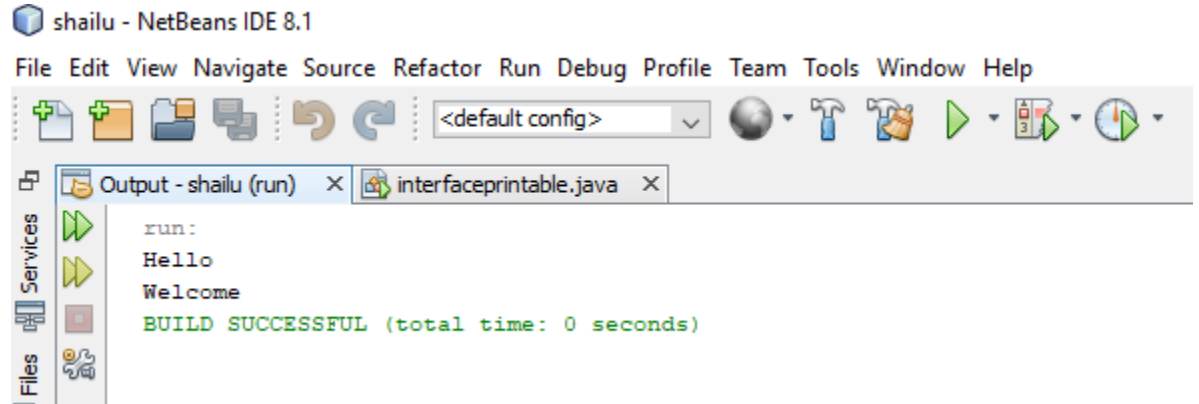 shailu - NetBeans IDE 8.1
File Edit View Navigate Source Refactor Run Debug Profile Team Tools Window Help
<default config>
Output - shailu (run) interfaceprintable.java
Services
Files
run:
Hello
Welcome
BUILD SUCCESSFUL (total time: 0 seconds)